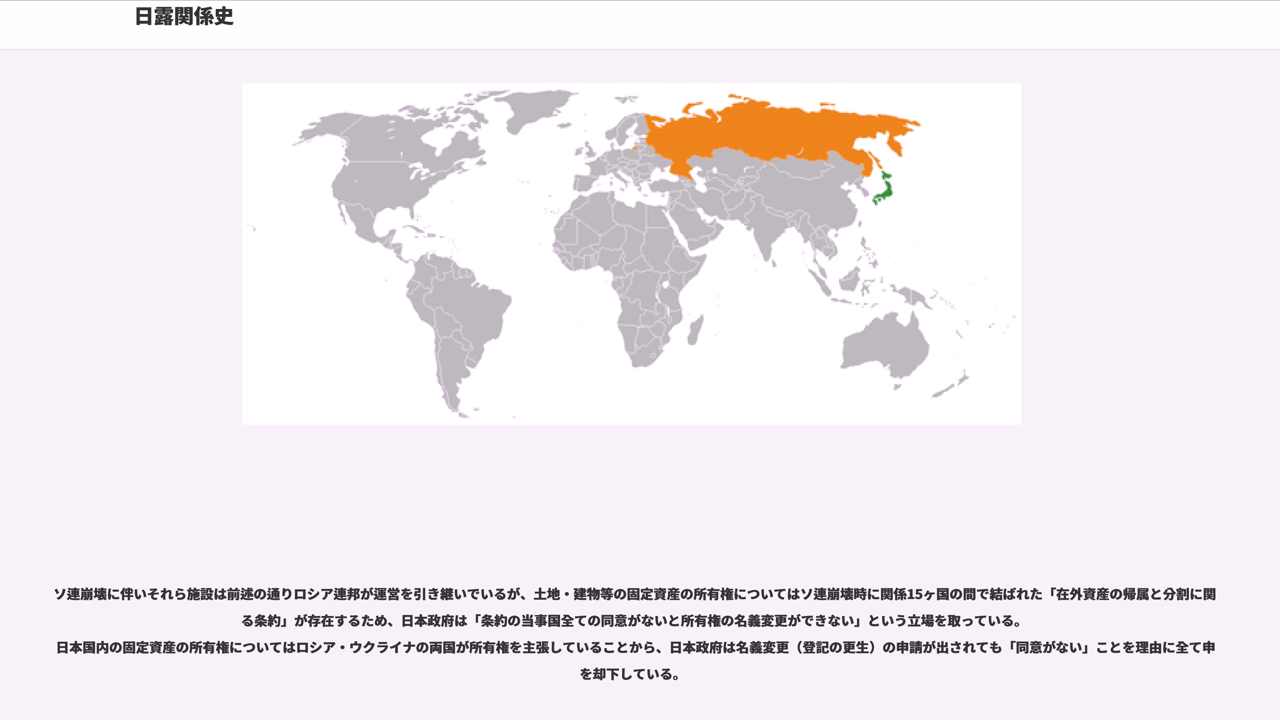 日露関係史
ソ連崩壊に伴いそれら施設は前述の通りロシア連邦が運営を引き継いでいるが、土地・建物等の固定資産の所有権についてはソ連崩壊時に関係15ヶ国の間で結ばれた「在外資産の帰属と分割に関
る条約」が存在するため、日本政府は「条約の当事国全ての同意がないと所有権の名義変更ができない」という立場を取っている。
日本国内の固定資産の所有権についてはロシア・ウクライナの両国が所有権を主張していることから、日本政府は名義変更（登記の更生）の申請が出されても「同意がない」ことを理由に全て申
を却下している。